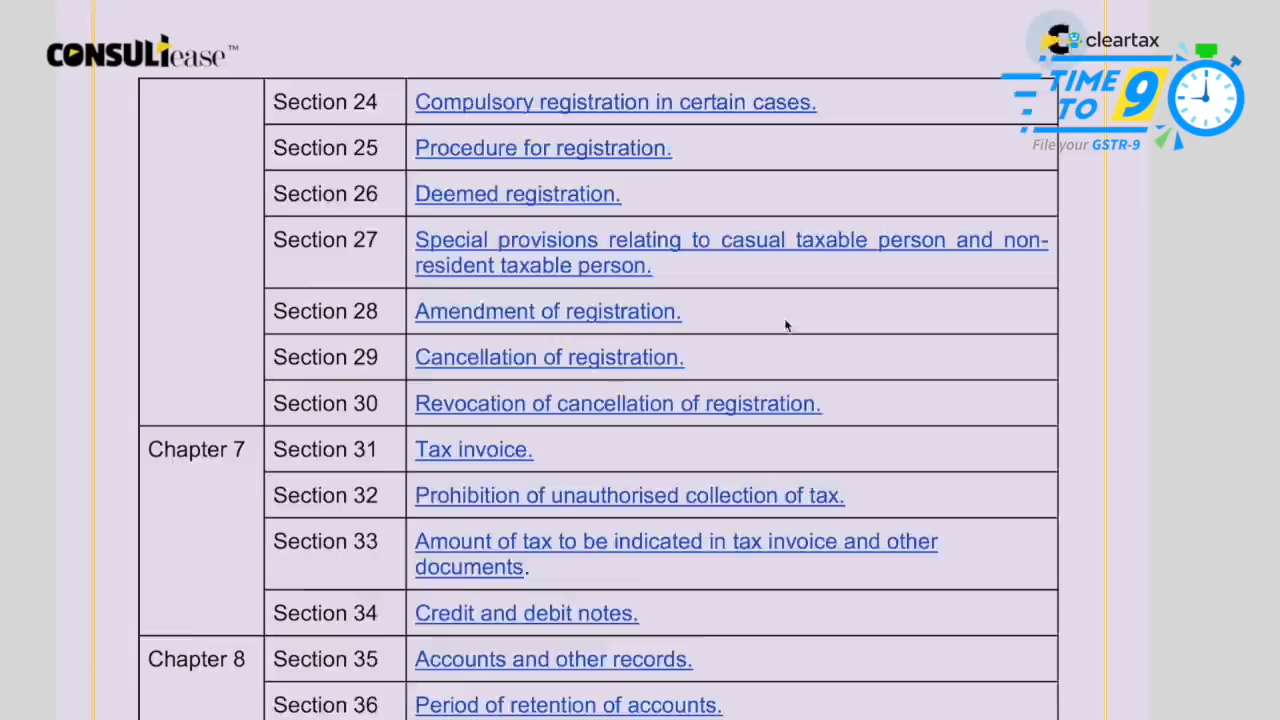 CONSULTease™
cleartax
TIME
TO 9
File your GSTR-9
Section 24 Compulsory registration in certain cases.
Section 25 Procedure for registration.
Section 26 Deemed registration.
Section 27 Special provisions relating to casual taxable person and non-
resident taxable person.
Section 28 Amendment of registration.
Section 29 Cancellation of registration.
Section 30 Revocation of cancellation of registration.
Chapter 7 Section 31 Tax invoice.
Section 32 Prohibition of unauthorised collection of tax.
Section 33 Amount of tax to be indicated in tax invoice and other
documents.
Section 34 Credit and debit notes.
Chapter 8 Section 35 Accounts and other records.
Section 36 Period of retention of accounts.